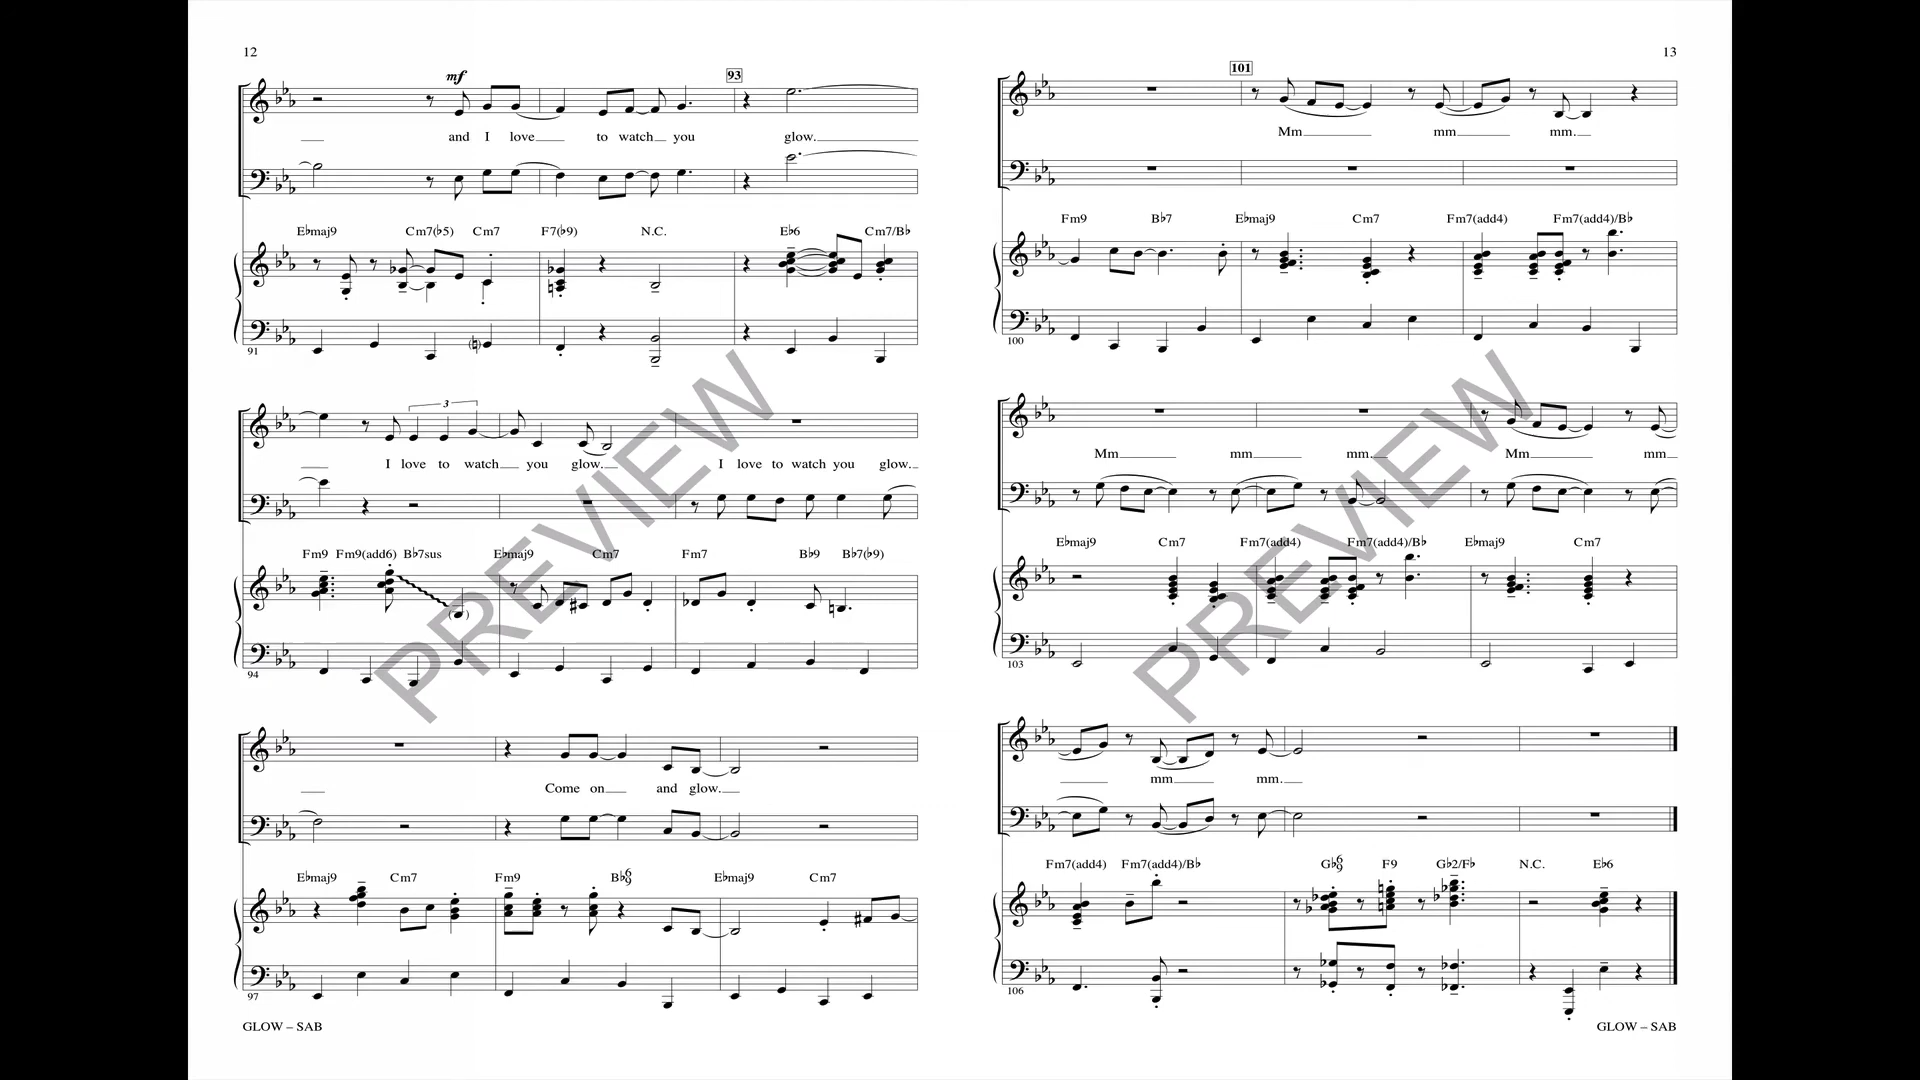 12
mf
93
and I love to watch you glow.
E♭maj9 Cm7(♭5) Cm7 F7(♭9) N.C. E♭6 Cm7/B♭
91
3
I love to watch you glow. I love to watch you glow.
Fm9 Fm9(add6) B♭7sus E♭maj9 Cm7 Fm7 B♭9 B♭7(♭9)
94
Come on and glow.
E♭maj9 Cm7 Fm9 B♭6/9 E♭maj9 Cm7
97
GLOW – SAB
13
101
Mm mm mm.
Fm9 B♭7 E♭maj9 Cm7 Fm7(add4) Fm7(add4)/B♭
100
Mm mm mm. Mm mm
E♭maj9 Cm7 Fm7(add4) Fm7(add4)/B♭ E♭maj9 Cm7
103
mm mm.
Fm7(add4) Fm7(add4)/B♭ G♭6/9 F9 G♭2/F♭ N.C. E♭6
106
GLOW – SAB
PREVIEW
PREVIEW